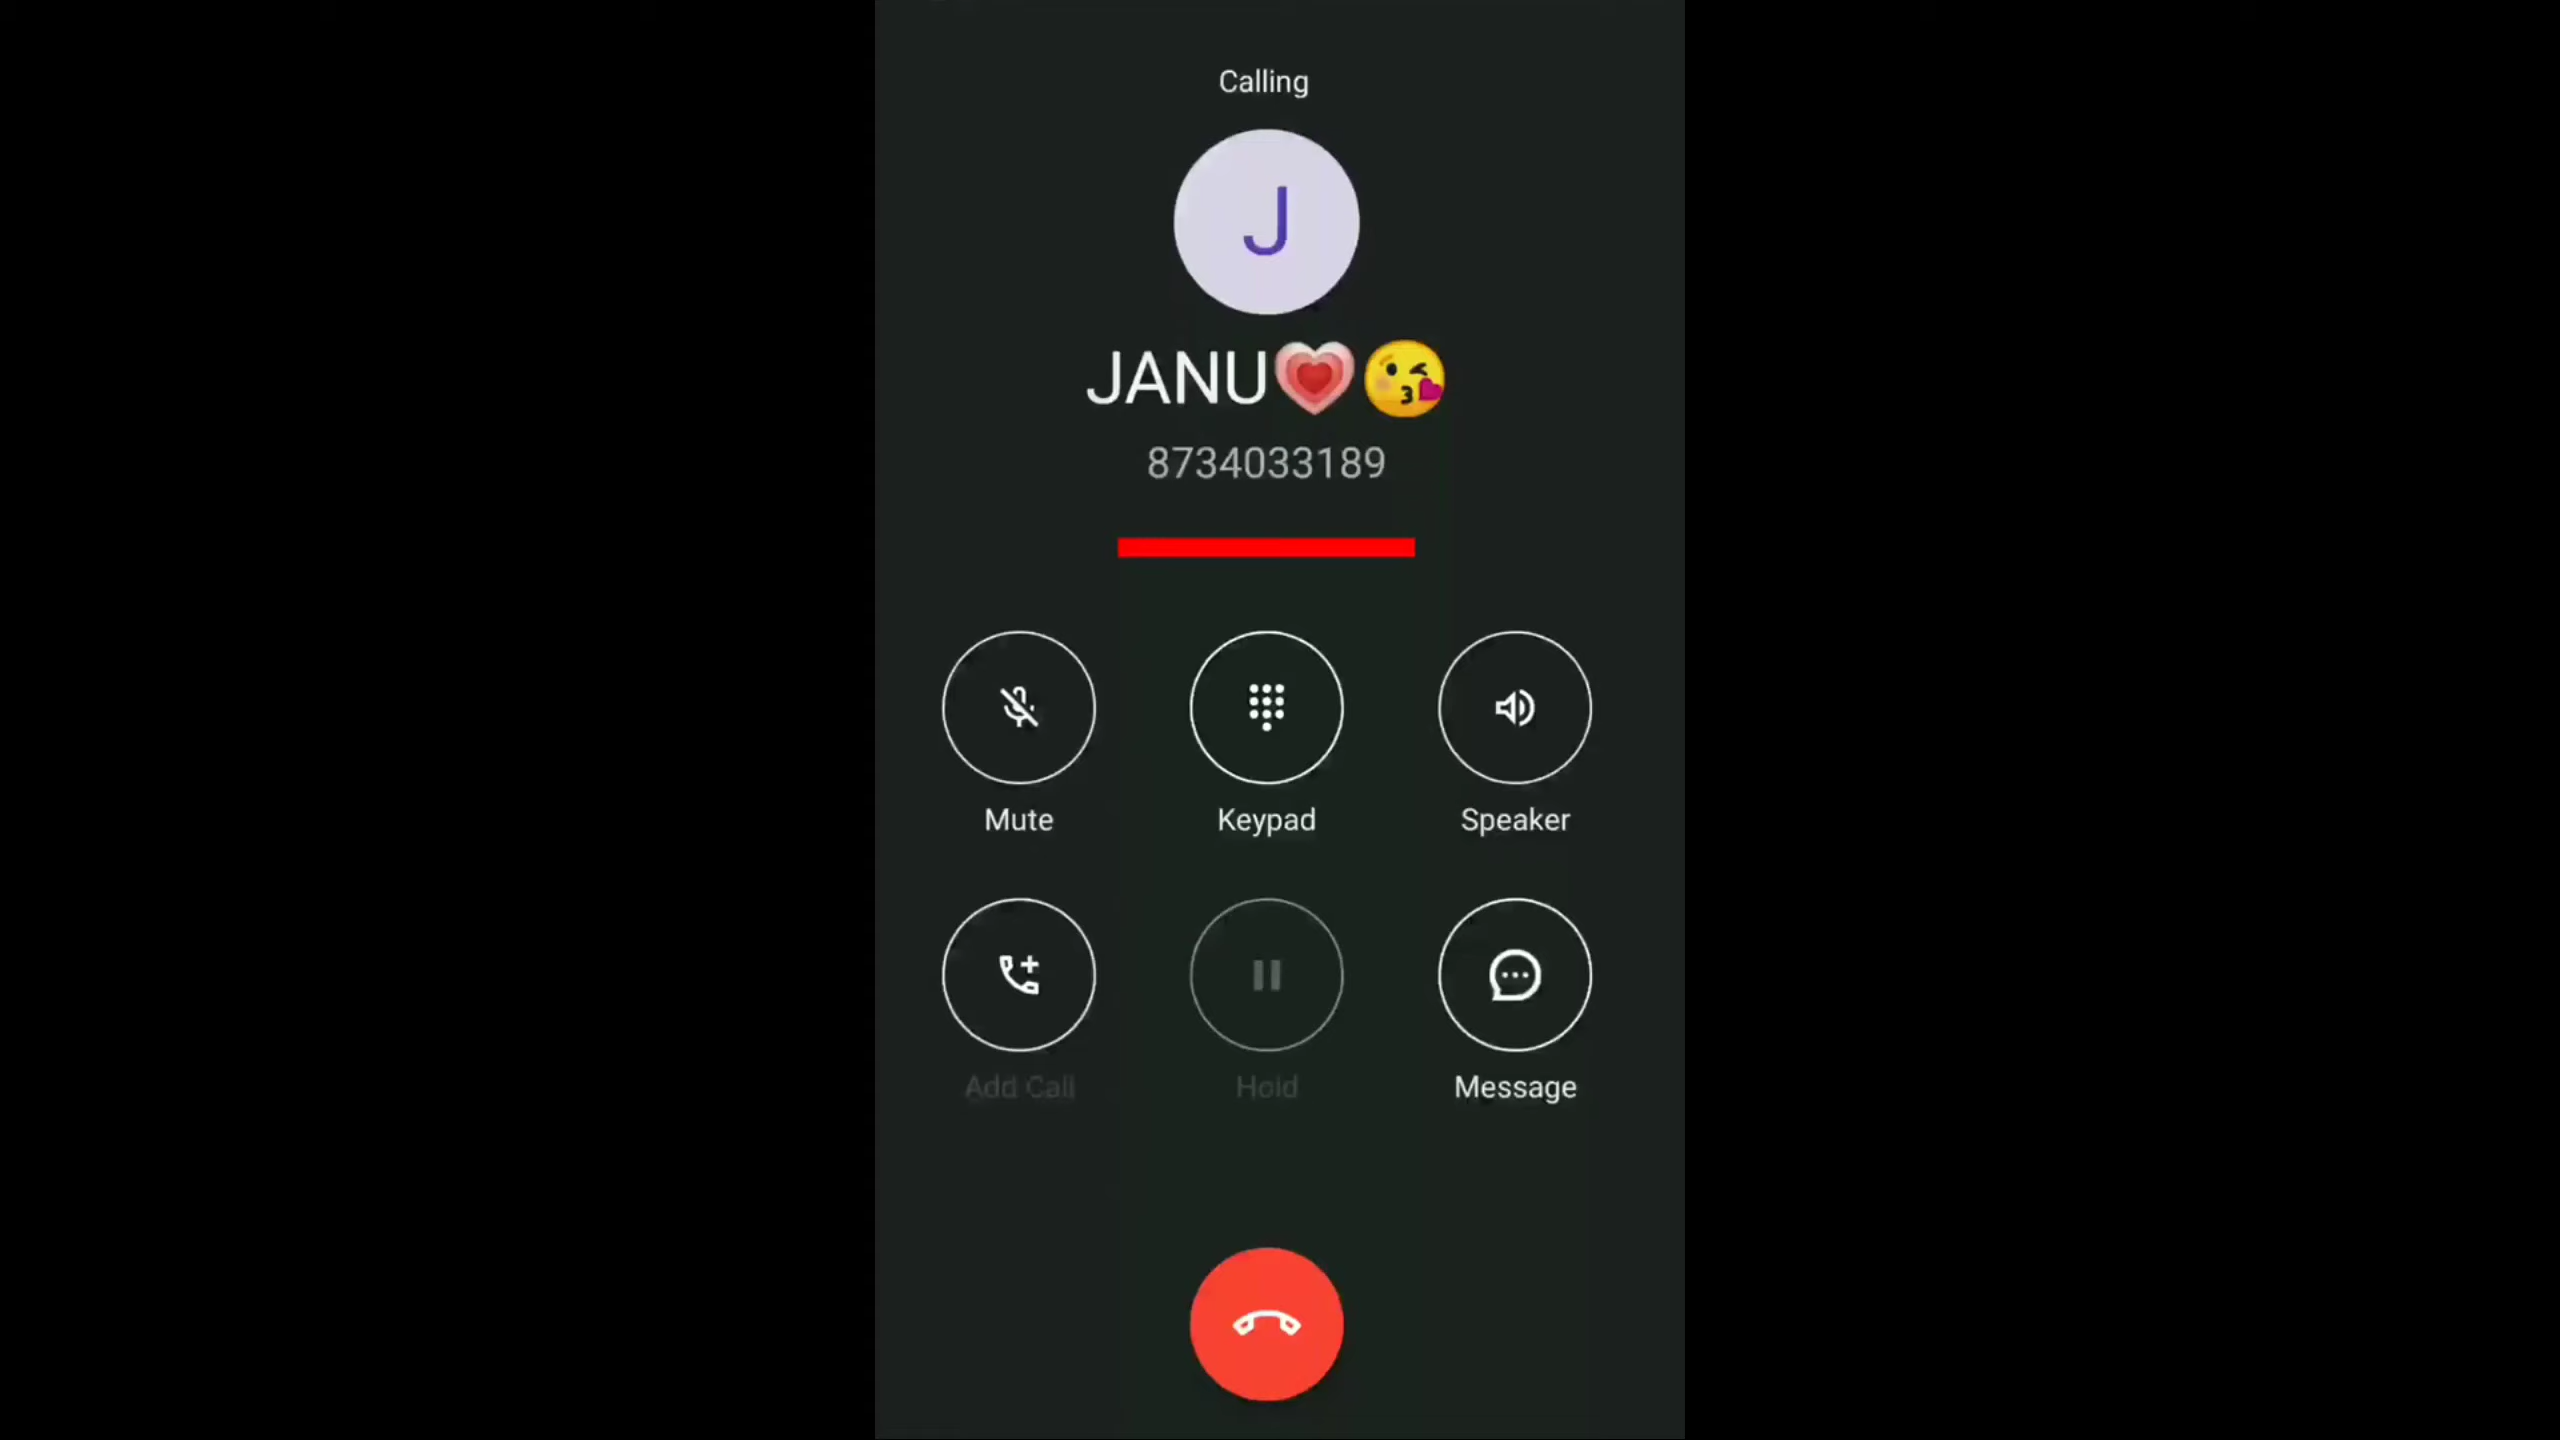 Calling
J
JANU💗😘
8734033189
Mute
Keypad
Speaker
Add Call
Hold
Message